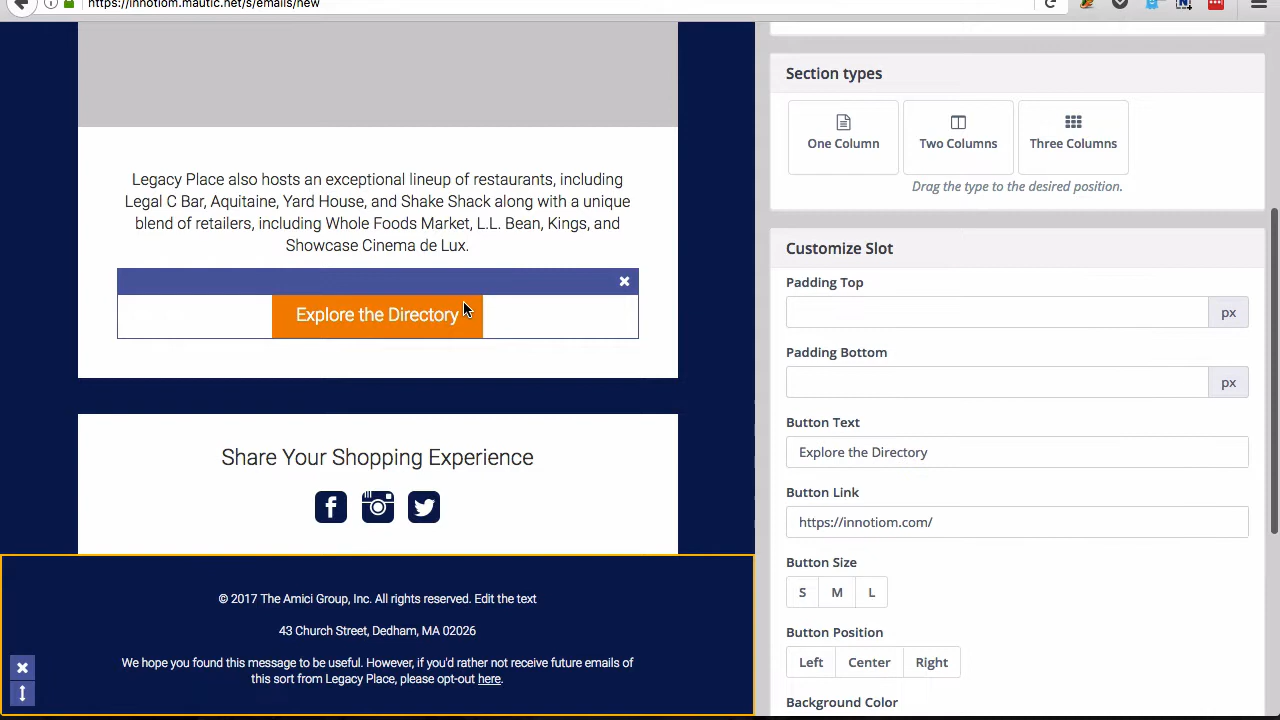 https://innotiom.mautic.net/s/emails/new
Legacy Place also hosts an exceptional lineup of restaurants, including
Legal C Bar, Aquitaine, Yard House, and Shake Shack along with a unique
blend of retailers, including Whole Foods Market, L.L. Bean, Kings, and
Showcase Cinema de Lux.
Explore the Directory
Share Your Shopping Experience
© 2017 The Amici Group, Inc. All rights reserved. Edit the text
43 Church Street, Dedham, MA 02026
We hope you found this message to be useful. However, if you'd rather not receive future emails of
this sort from Legacy Place, please opt-out here.
Section types
One Column
Two Columns
Three Columns
Drag the type to the desired position.
Customize Slot
Padding Top
px
Padding Bottom
px
Button Text
Explore the Directory
Button Link
https://innotiom.com/
Button Size
S M L
Button Position
Left Center Right
Background Color